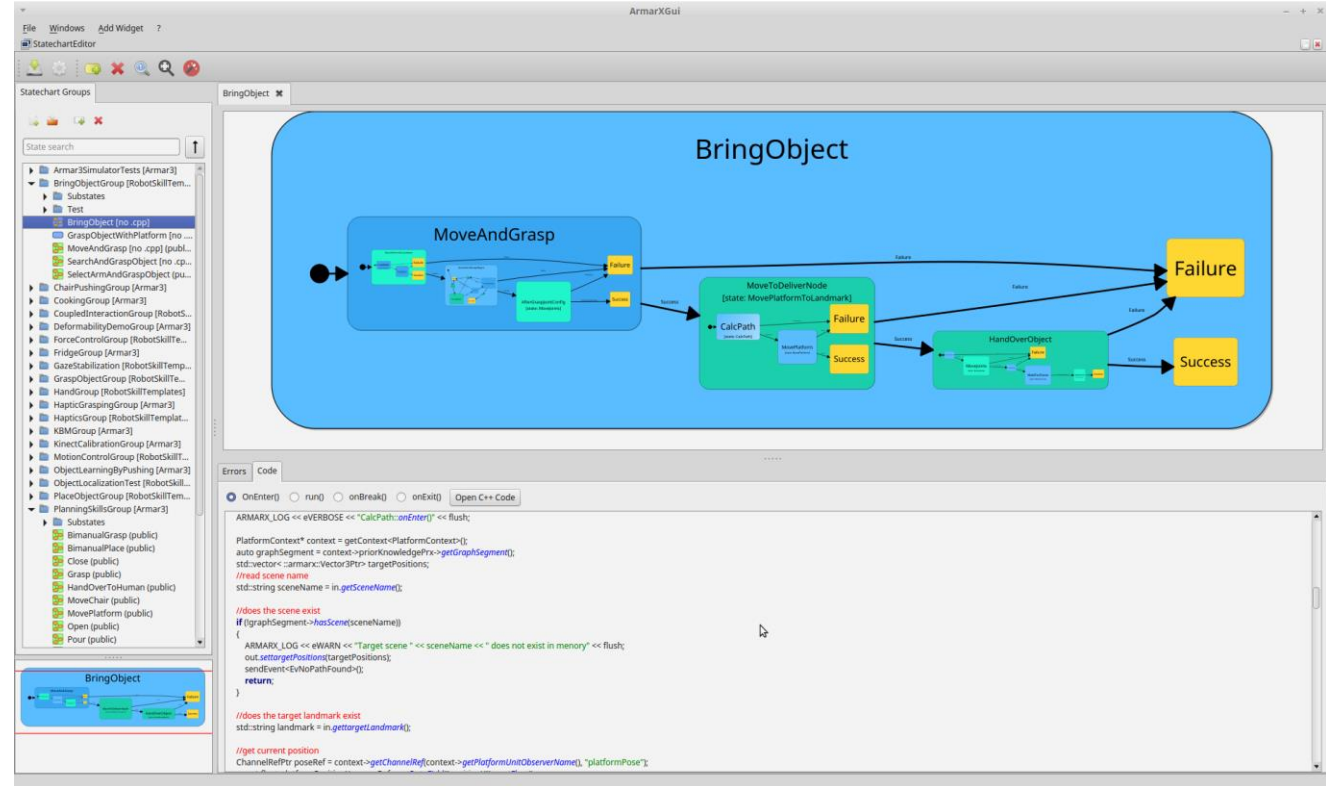 ArmarXGui
File Windows Add Widget ?
StatechartEditor
Statechart Groups
State search
Armar3SimulatorTests [Armar3]
BringObjectGroup [RobotSkillTem...
Substates
Test
BringObject [no .cpp]
GraspObjectWithPlatform [no ....
MoveAndGrasp [no .cpp] (publ...
SearchAndGraspObject [no .cp...
SelectArmAndGraspObject (pu...
ChairPushingGroup [Armar3]
CookingGroup [Armar3]
CoupledInteractionGroup [RobotS...
DeformabilityDemoGroup [Armar3]
ForceControlGroup [RobotSkillTe...
FridgeGroup [Armar3]
GazeStabilization [RobotSkillTemp...
GraspObjectGroup [RobotSkillTe...
HandGroup [RobotSkillTemplates]
HapticGraspingGroup [Armar3]
HapticsGroup [RobotSkillTemplat...
KBMGroup [Armar3]
KinectCalibrationGroup [Armar3]
MotionControlGroup [RobotSkillT...
ObjectLearningByPushing [Armar3]
ObjectLocalizationTest [RobotSkill...
PlaceObjectGroup [RobotSkillTem...
PlanningSkillsGroup [Armar3]
Substates
BimanualGrasp (public)
BimanualPlace (public)
Close (public)
Grasp (public)
HandOverToHuman (public)
MoveChair (public)
MovePlatform (public)
Open (public)
Pour (public)
BringObject
BringObject
BringObject
MoveAndGrasp
Failure
Success
Failure
Success
MoveToDeliverNode
[state: MovePlatformToLandmark]
CalcPath
Failure
MovePlatform
Success
Failure
Success
HandOverObject
Failure
Success
Failure
Success
Errors Code
OnEnter() run() onBreak() onExit() Open C++ Code
ARMARX_LOG << eVERBOSE << "CalcPath::onEnter()" << flush;
PlatformContext* context = getContext<PlatformContext>();
auto graphSegment = context->priorKnowledgePrx->getGraphSegment();
std::vector< ::armarx::Vector3Ptr> targetPositions;
//read scene name
std::string sceneName = in.getSceneName();
//does the scene exist
if (!graphSegment->hasScene(sceneName))
{
ARMARX_LOG << eWARN << "Target scene " << sceneName << " does not exist in menory" << flush;
out.settargetPositions(targetPositions);
sendEvent<EvNoPathFound>();
return;
}
//does the target landmark exist
std::string landmark = in.gettargetLandmark();
//get current position
ChannelRefPtr poseRef = context->getChannelRef(context->getPlatformUnitObserverName(), "platformPose");